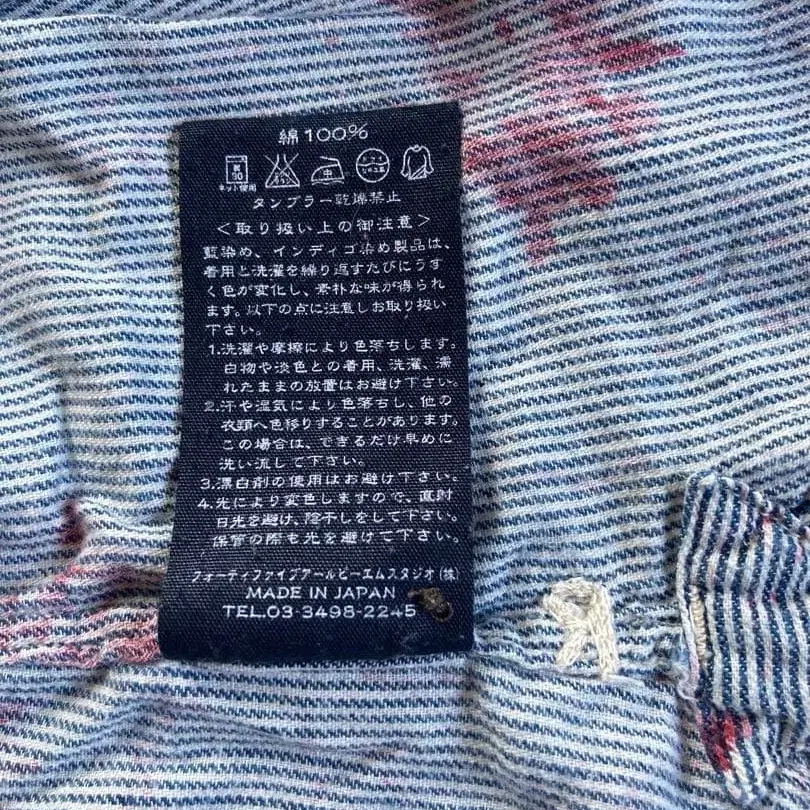 綿100%
ネット使用
タンブラー乾燥禁止
<取り扱い上の御注意>
藍染め、インディゴ染め製品は、
着用と洗濯を繰り返すたびにうす
く色が変化し、素朴な味が得られ
ます。以下の点に注意しお取り扱い
下さい。
1.洗濯や摩擦により色落ちします。
白物や淡色との着用、洗濯、濡
れたままの放置はお避け下さい。
2.汗や湿気により色落ちし、他の
衣類へ色移りすることがあります。
この場合は、できるだけ早めに
洗い流して下さい。
3.漂白剤の使用はお避け下さい。
4.光により変色しますので、直射
日光を避け、陰干しをして下さい。
保管の際も光を避けて下さい。
フォーティファイブアールピーエムスタジオ(株)
MADE IN JAPAN
TEL.03-3498-2245